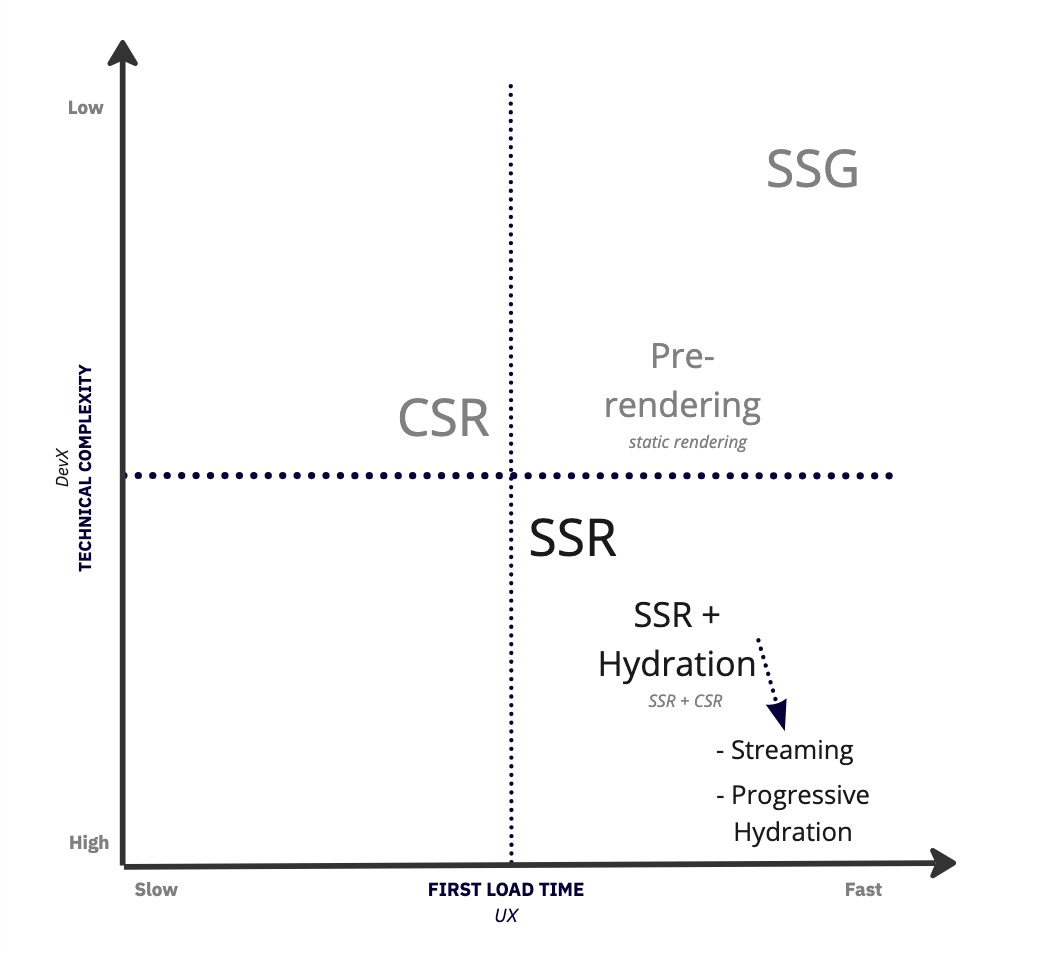 Low
SSG
Pre-
rendering
static rendering
CSR
DevX
TECHNICAL COMPLEXITY
SSR
SSR +
Hydration
SSR + CSR
- Streaming
- Progressive
Hydration
High
Slow
FIRST LOAD TIME
Fast
UX